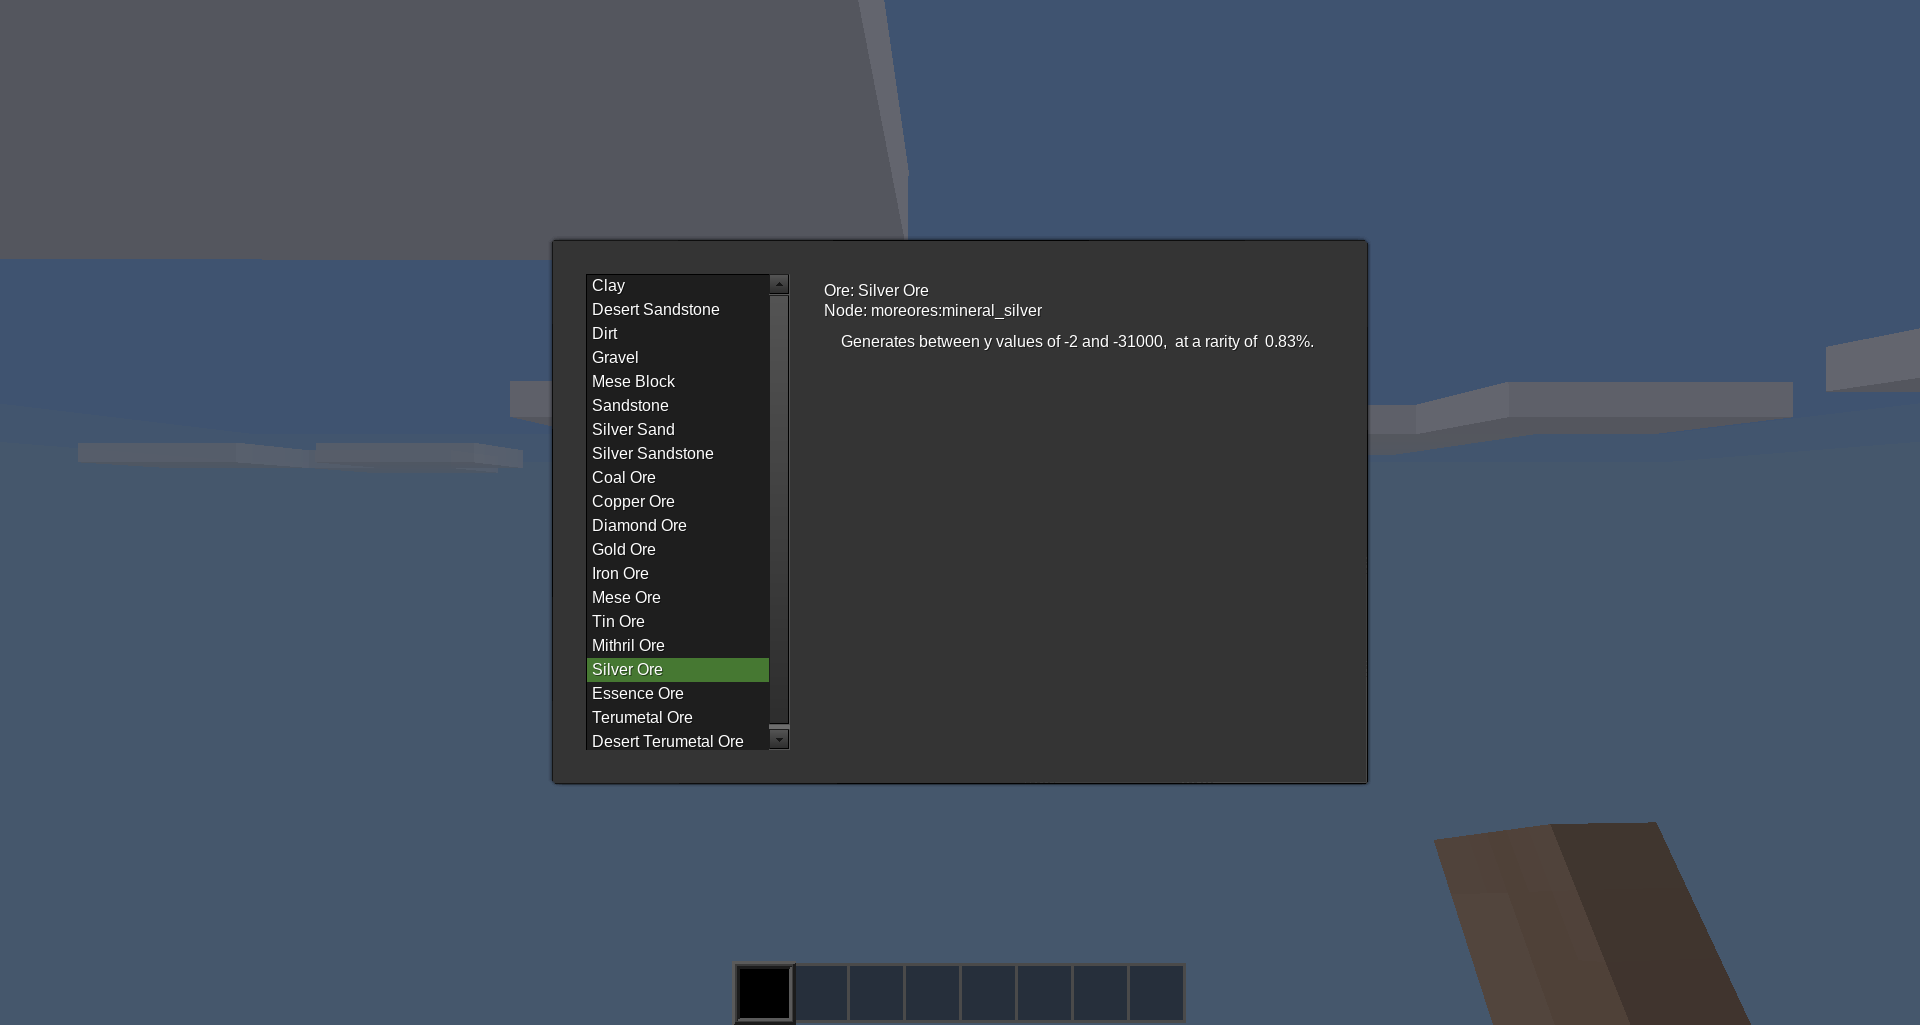 Clay
Desert Sandstone
Dirt
Gravel
Mese Block
Sandstone
Silver Sand
Silver Sandstone
Coal Ore
Copper Ore
Diamond Ore
Gold Ore
Iron Ore
Mese Ore
Tin Ore
Mithril Ore
Silver Ore
Essence Ore
Terumetal Ore
Desert Terumetal Ore
Ore: Silver Ore
Node: moreores:mineral_silver
Generates between y values of -2 and -31000,  at a rarity of  0.83%.